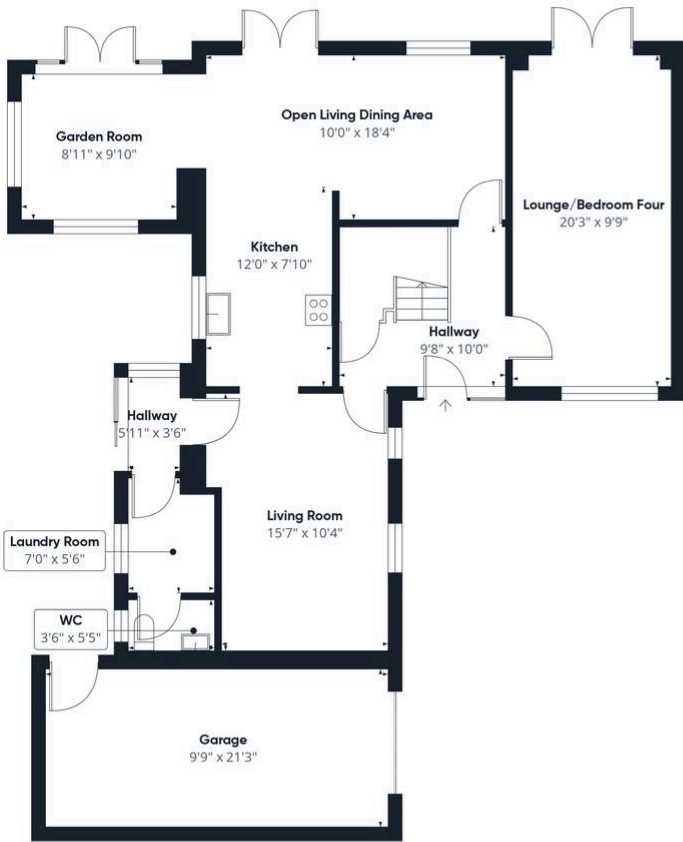 Garden Room
8'11" x 9'10"
Open Living Dining Area
10'0" x 18'4"
Lounge/Bedroom Four
20'3" x 9'9"
Kitchen
12'0" x 7'10"
Hallway
9'8" x 10'0"
Hallway
5'11" x 3'6"
Living Room
15'7" x 10'4"
Laundry Room
7'0" x 5'6"
WC
3'6" x 5'5"
Garage
9'9" x 21'3"